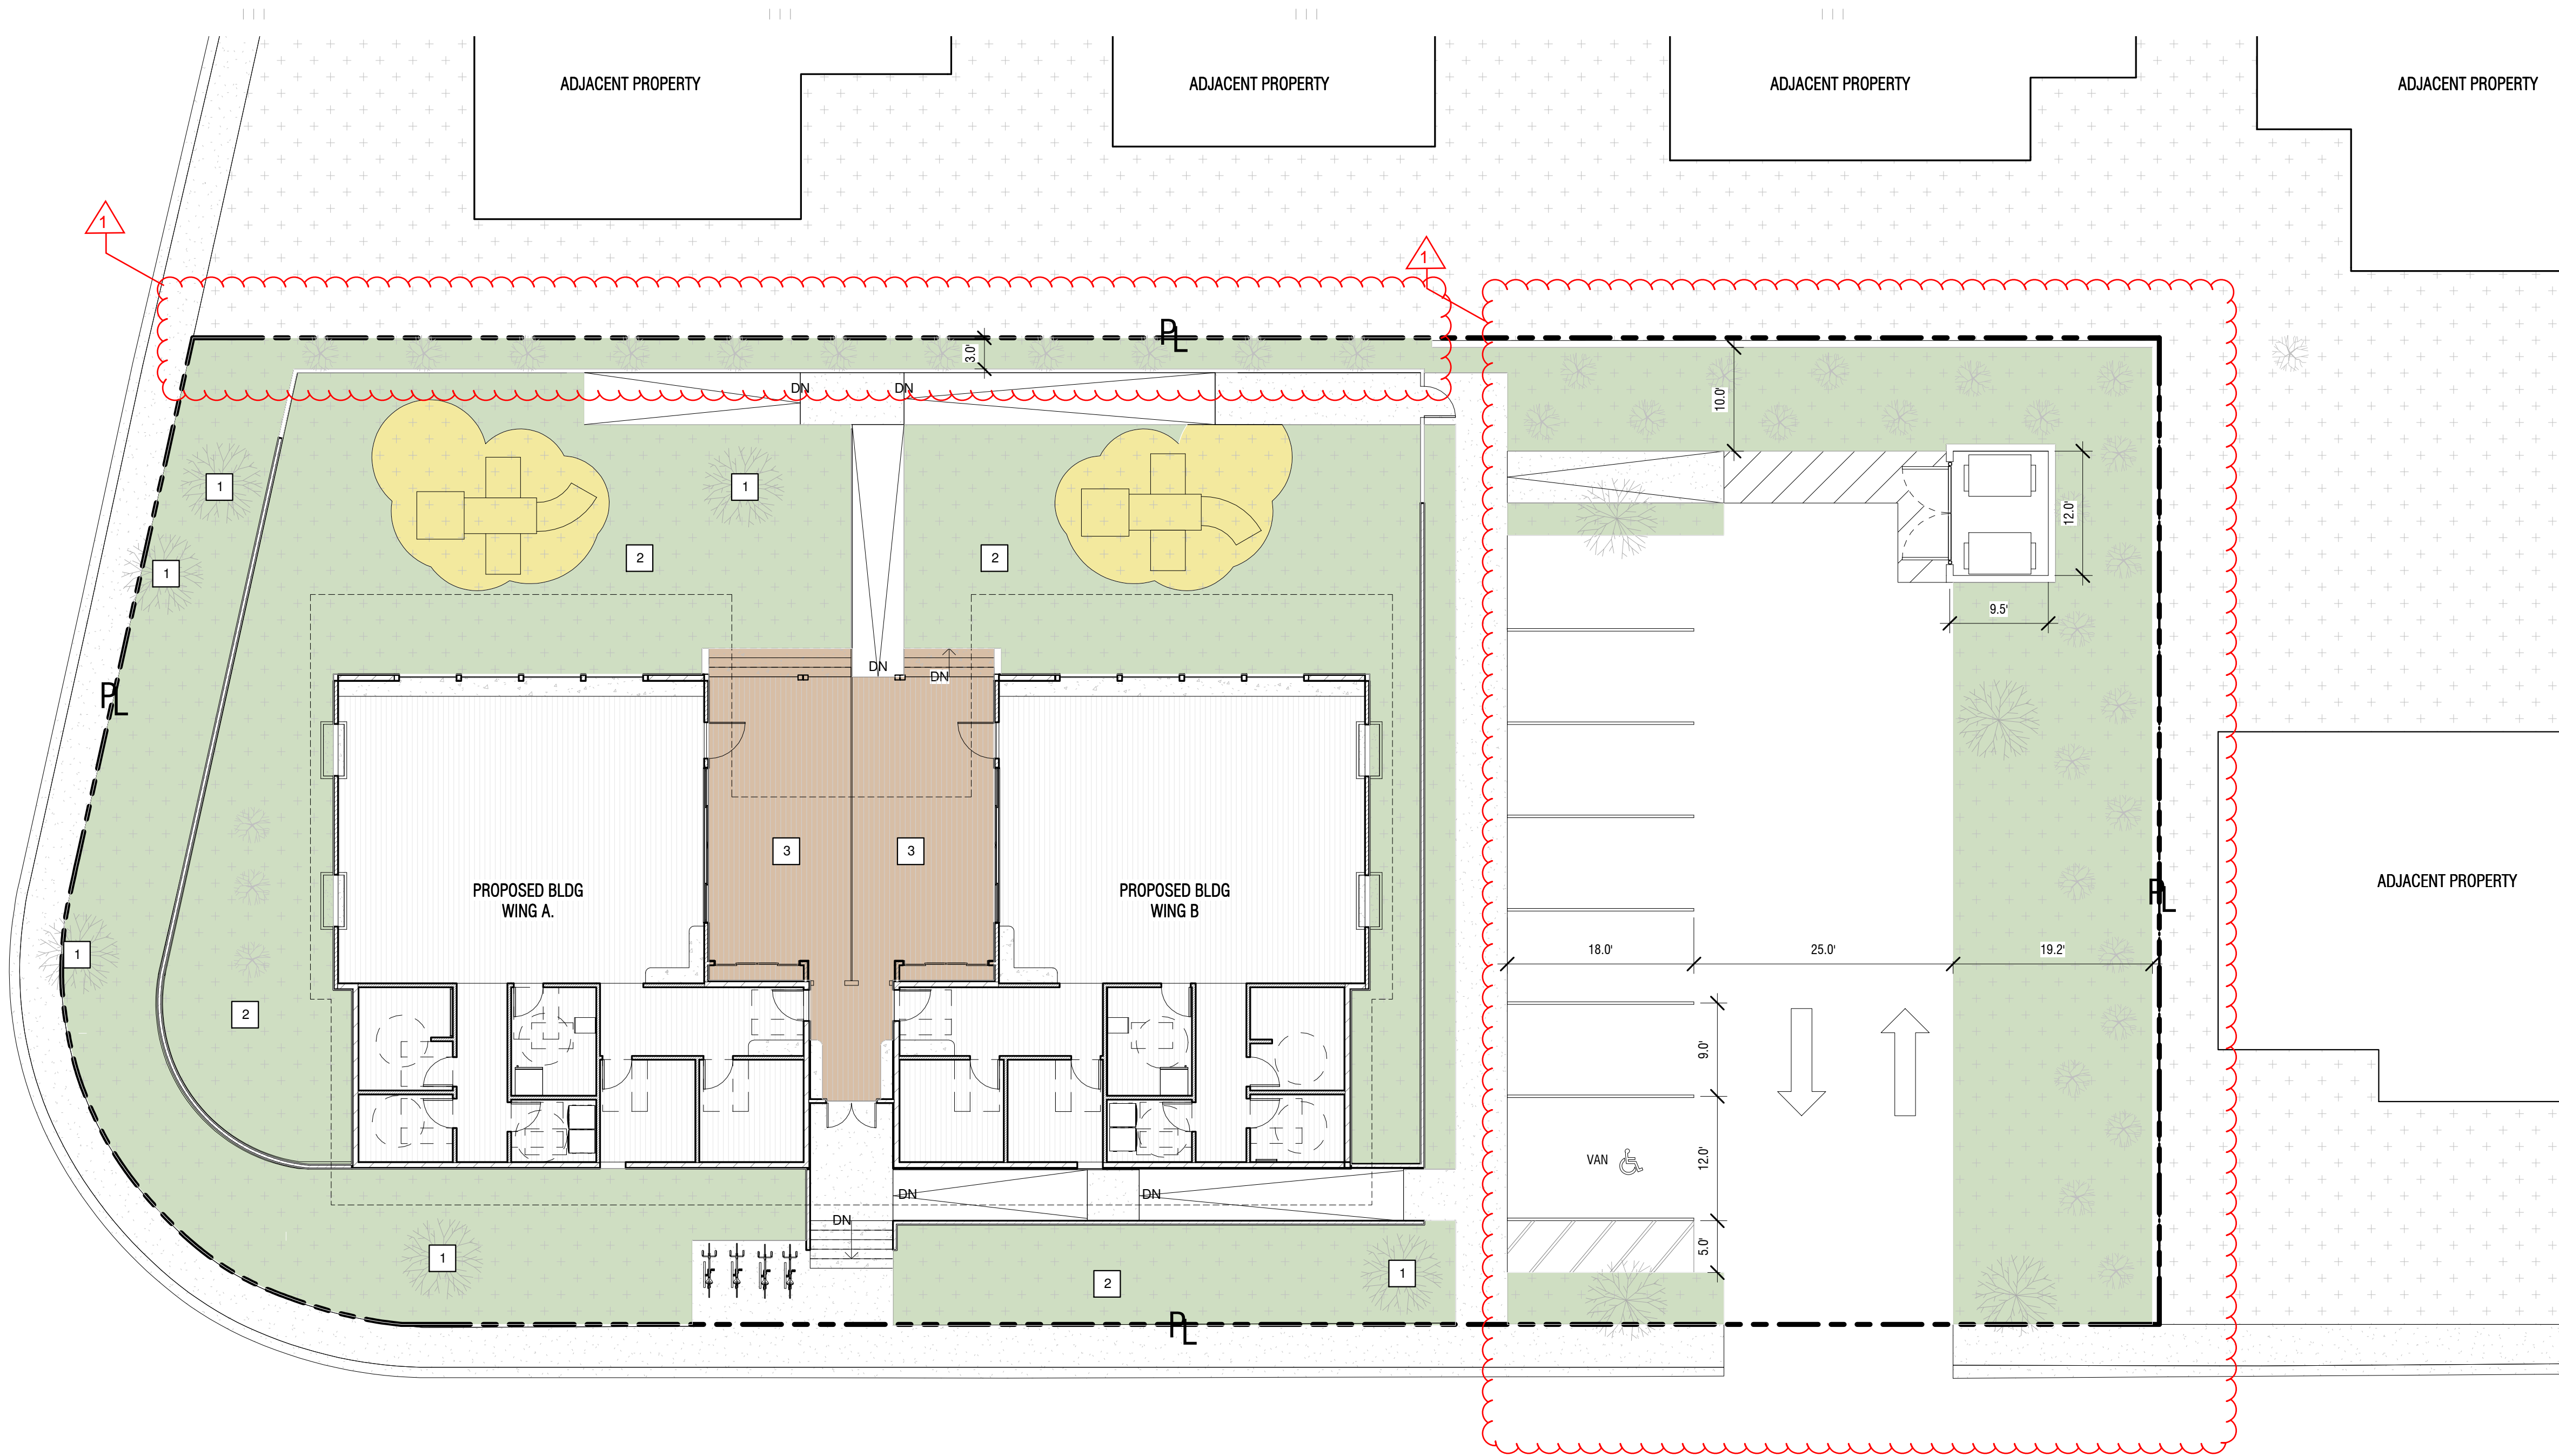 ADJACENT PROPERTY
ADJACENT PROPERTY
ADJACENT PROPERTY
ADJACENT PROPERTY
1
1
PL
3.0'
DN
DN
10.0'
1
1
12.0'
2
2
1
9.5'
DN
DN
PL
3
3
PROPOSED BLDG
WING A.
PROPOSED BLDG
WING B
ADJACENT PROPERTY
PL
1
18.0'
25.0'
19.2'
2
9.0'
VAN
12.0'
DN
DN
DN
5.0'
1
2
1
PL